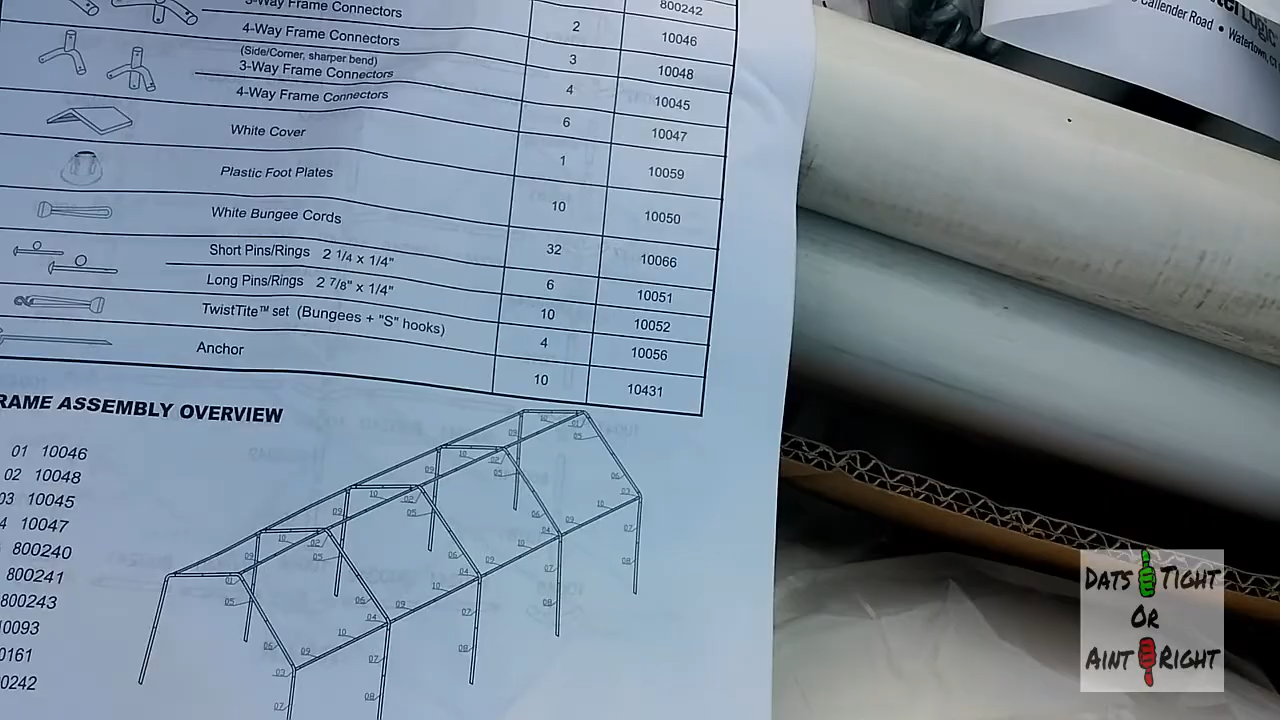 3-Way Frame Connectors 800242
4-Way Frame Connectors 2 10046
(Side/Corner, sharper bend)
3-Way Frame Connectors 3 10048
4-Way Frame Connectors 4 10045
6 10047
White Cover 1 10059
Plastic Foot Plates 10 10050
White Bungee Cords 32 10066
Short Pins/Rings 2 1/4 x 1/4" 6 10051
Long Pins/Rings 2 7/8" x 1/4" 10 10052
TwistTite™ set (Bungees + "S" hooks) 4 10056
Anchor 10 10431
RAME ASSEMBLY OVERVIEW
01 10046
02 10048
03 10045
4 10047
800240
800241
800243
10093
0161
0242
Callender Road • Watertown, CT
DATS TIGHT
OR
AINT RIGHT